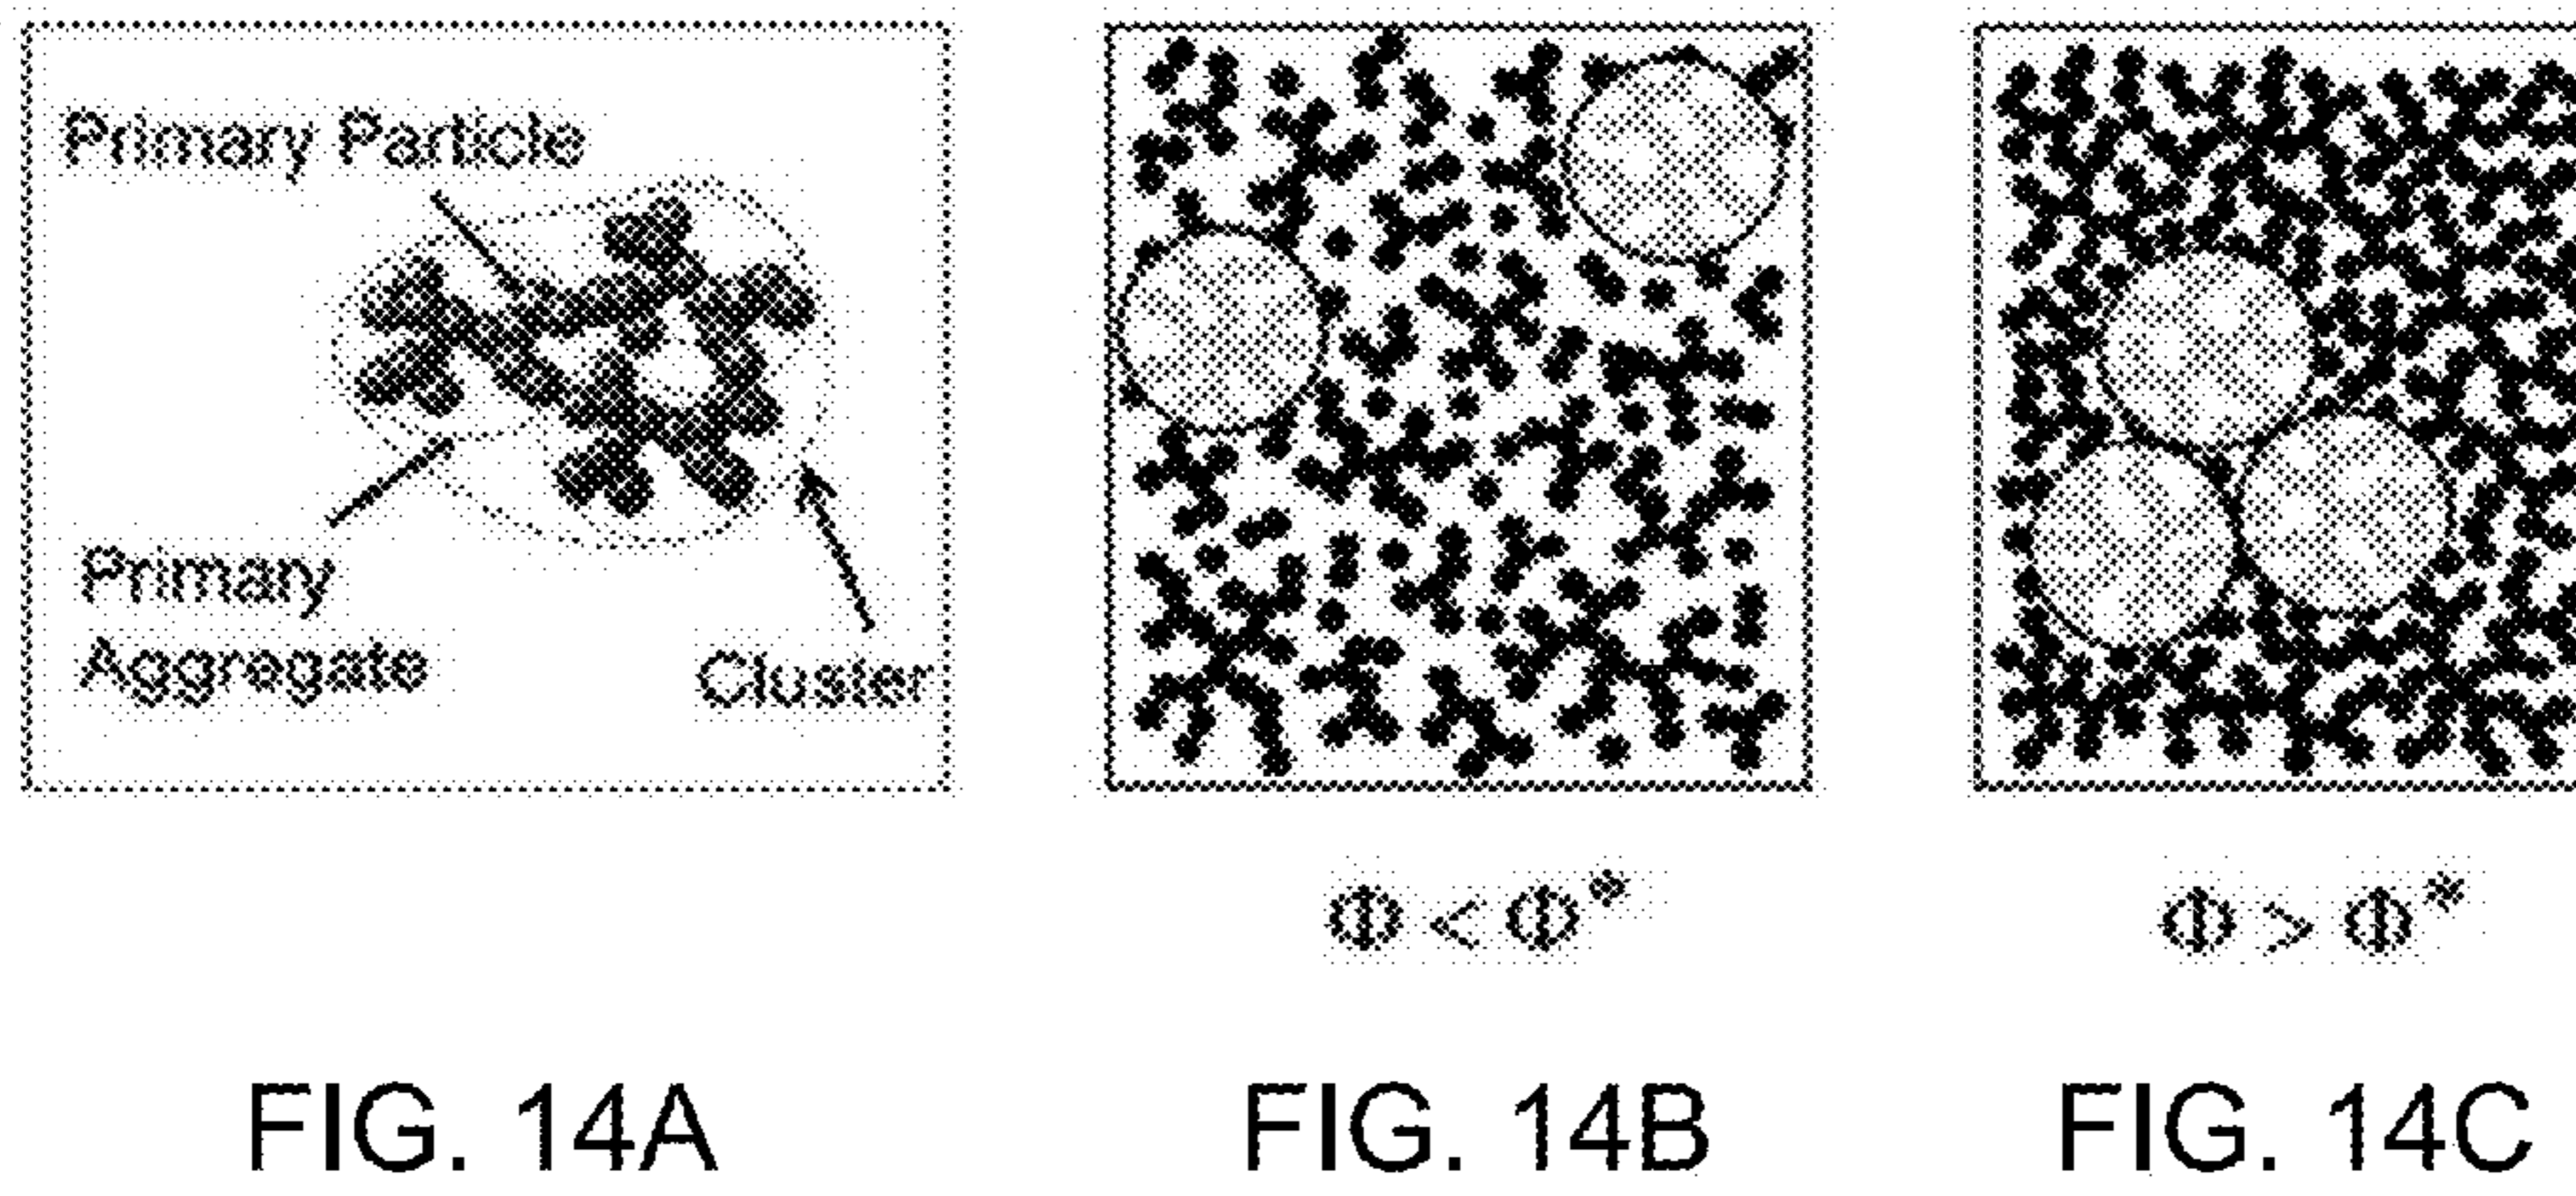 Primary Particle
Primary
Aggregate
Cluster
Φ < Φ*
Φ > Φ*
FIG. 14A
FIG. 14B
FIG. 14C